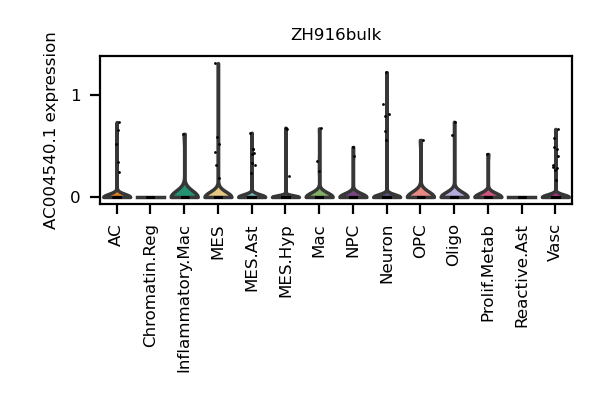 ZH916bulk
AC004540.1 expression
1
0
AC
Chromatin.Reg
Inflammatory.Mac
MES
MES.Ast
MES.Hyp
Mac
NPC
Neuron
OPC
Oligo
Prolif.Metab
Reactive.Ast
Vasc